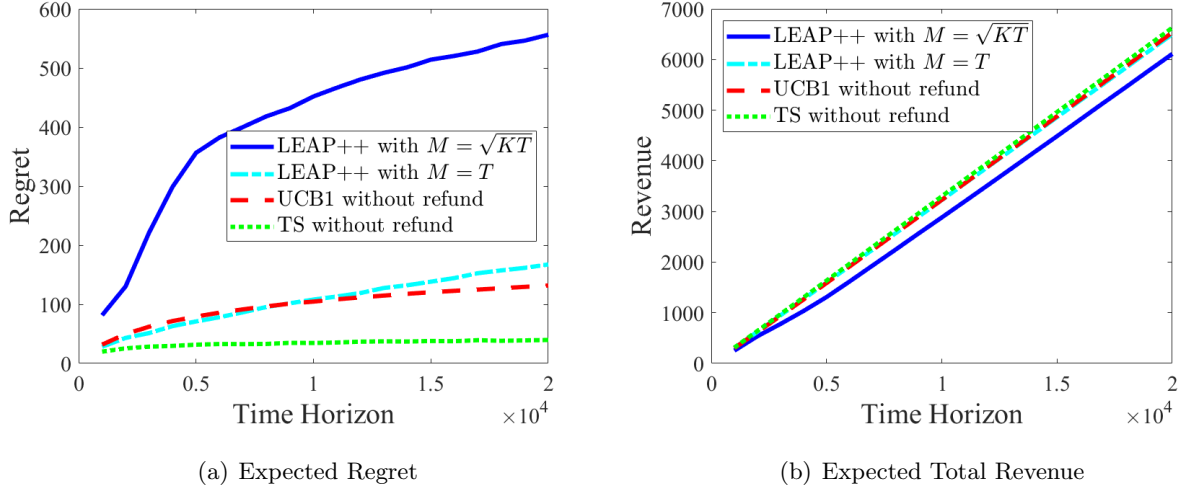 600
500
400
300
200
100
0
Regret
LEAP++ with $M = \sqrt{KT}$
LEAP++ with $M = T$
UCB1 without refund
TS without refund
0
0.5
1
1.5
2
Time Horizon
×10⁴
(a) Expected Regret
7000
6000
5000
4000
3000
2000
1000
0
Revenue
LEAP++ with $M = \sqrt{KT}$
LEAP++ with $M = T$
UCB1 without refund
TS without refund
0
0.5
1
1.5
2
Time Horizon
×10⁴
(b) Expected Total Revenue